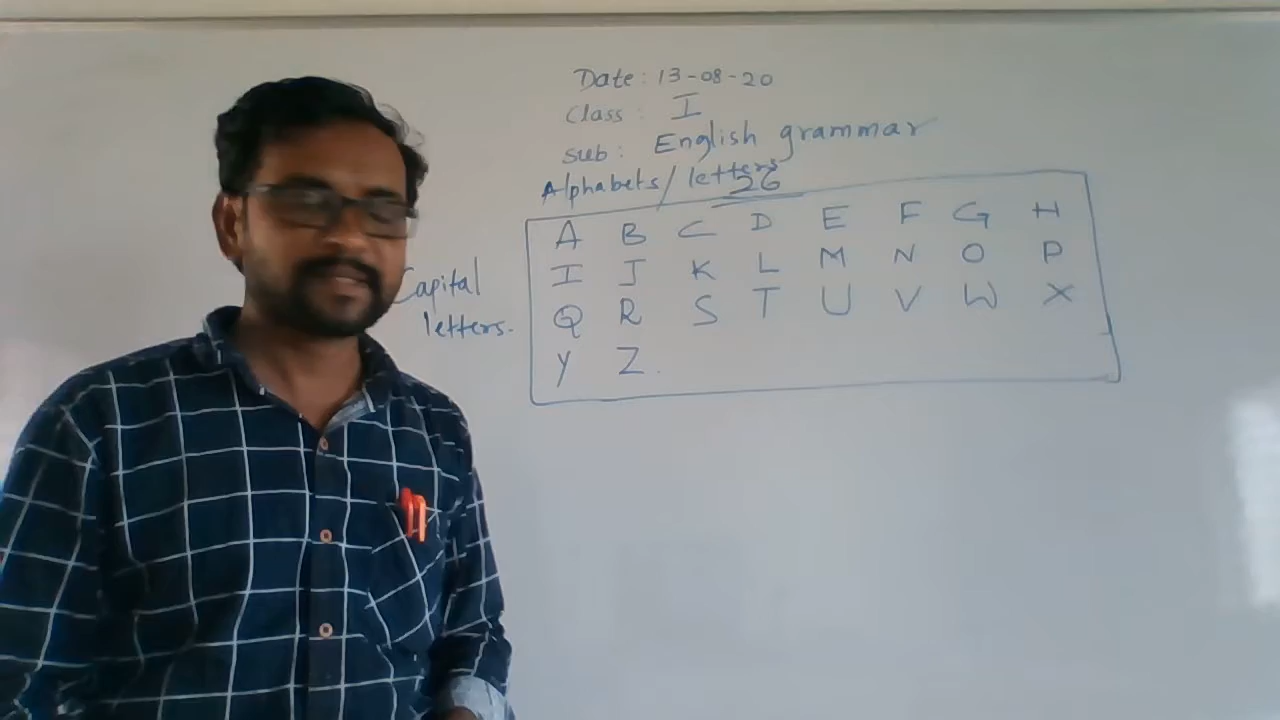 Date: 13-08-20
Class: I
Sub: English grammar
Alphabets/letters
26
Capital
letters.
A B C D E F G H
I J K L M N O P
Q R S T U V W X
Y Z.